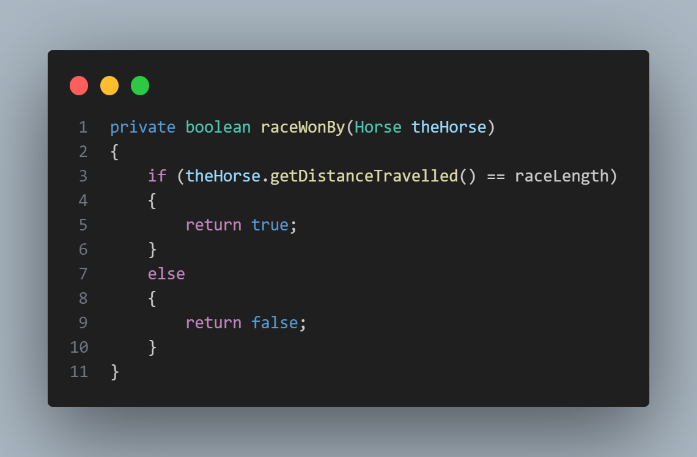 1 private boolean raceWonBy(Horse theHorse)
2 {
3     if (theHorse.getDistanceTravelled() == raceLength)
4     {
5         return true;
6     }
7     else
8     {
9         return false;
10     }
11 }